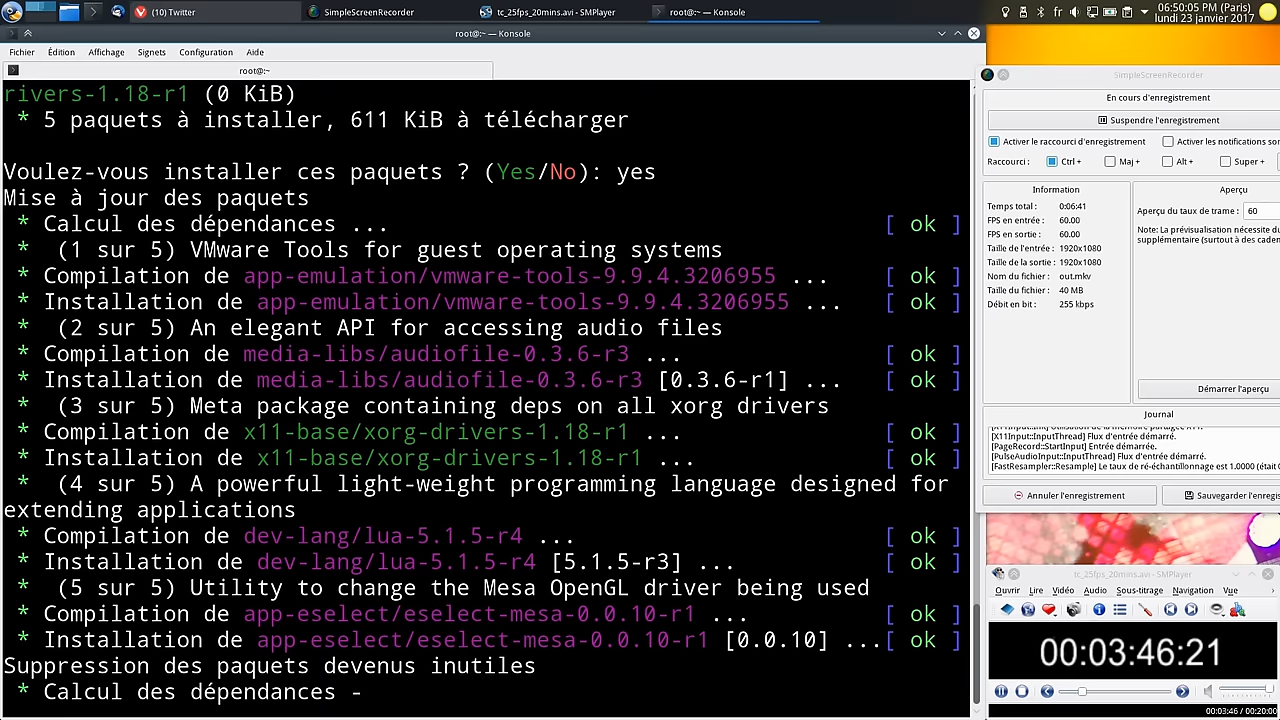 (10) Twitter
SimpleScreenRecorder
tc_25fps_20mins.avi - SMPlayer
root@:~ — Konsole
fr
06:50:05 PM (Paris)
lundi 23 janvier 2017
root@:~ — Konsole
Fichier Édition Affichage Signets Configuration Aide
root@:~
rivers-1.18-r1 (0 KiB)
* 5 paquets à installer, 611 KiB à télécharger
Voulez-vous installer ces paquets ? (Yes/No): yes
Mise à jour des paquets
* Calcul des dépendances ... [ ok ]
* (1 sur 5) VMware Tools for guest operating systems
* Compilation de app-emulation/vmware-tools-9.9.4.3206955 ... [ ok ]
* Installation de app-emulation/vmware-tools-9.9.4.3206955 ... [ ok ]
* (2 sur 5) An elegant API for accessing audio files
* Compilation de media-libs/audiofile-0.3.6-r3 ... [ ok ]
* Installation de media-libs/audiofile-0.3.6-r3 [0.3.6-r1] ... [ ok ]
* (3 sur 5) Meta package containing deps on all xorg drivers
* Compilation de x11-base/xorg-drivers-1.18-r1 ... [ ok ]
* Installation de x11-base/xorg-drivers-1.18-r1 ... [ ok ]
* (4 sur 5) A powerful light-weight programming language designed for
extending applications
* Compilation de dev-lang/lua-5.1.5-r4 ... [ ok ]
* Installation de dev-lang/lua-5.1.5-r4 [5.1.5-r3] ... [ ok ]
* (5 sur 5) Utility to change the Mesa OpenGL driver being used
* Compilation de app-eselect/eselect-mesa-0.0.10-r1 ... [ ok ]
* Installation de app-eselect/eselect-mesa-0.0.10-r1 [0.0.10] ...[ ok ]
Suppression des paquets devenus inutiles
* Calcul des dépendances -
SimpleScreenRecorder
En cours d'enregistrement
Suspendre l'enregistrement
Activer le raccourci d'enregistrement Activer les notifications so
Raccourci : Ctrl + Maj + Alt + Super +
Information
Temps total : 0:06:41
FPS en entrée : 60.00
FPS en sortie : 60.00
Taille de l'entrée : 1920x1080
Taille de la sortie : 1920x1080
Nom du fichier : out.mkv
Taille du fichier : 40 MB
Débit en bit : 255 kbps
Aperçu
Aperçu du taux de trame : 60
Note: La prévisualisation nécessite du
supplémentaire (surtout à des caden
Démarrer l'aperçu
Journal
[X11Input::InputThread] Flux d'entrée démarré.
[PageRecord::StartInput] Entrée démarrée.
[PulseAudioInput::InputThread] Flux d'entrée démarré.
[FastResampler::Resample] Le taux de ré-échantillonnage est 1.0000 (était
Annuler l'enregistrement Sauvegarder l'enregis
tc_25fps_20mins.avi - SMPlayer
Ouvrir Lire Vidéo Audio Sous-titrage Navigation Vue
00:03:46:21
00:03:46 / 00:20:00